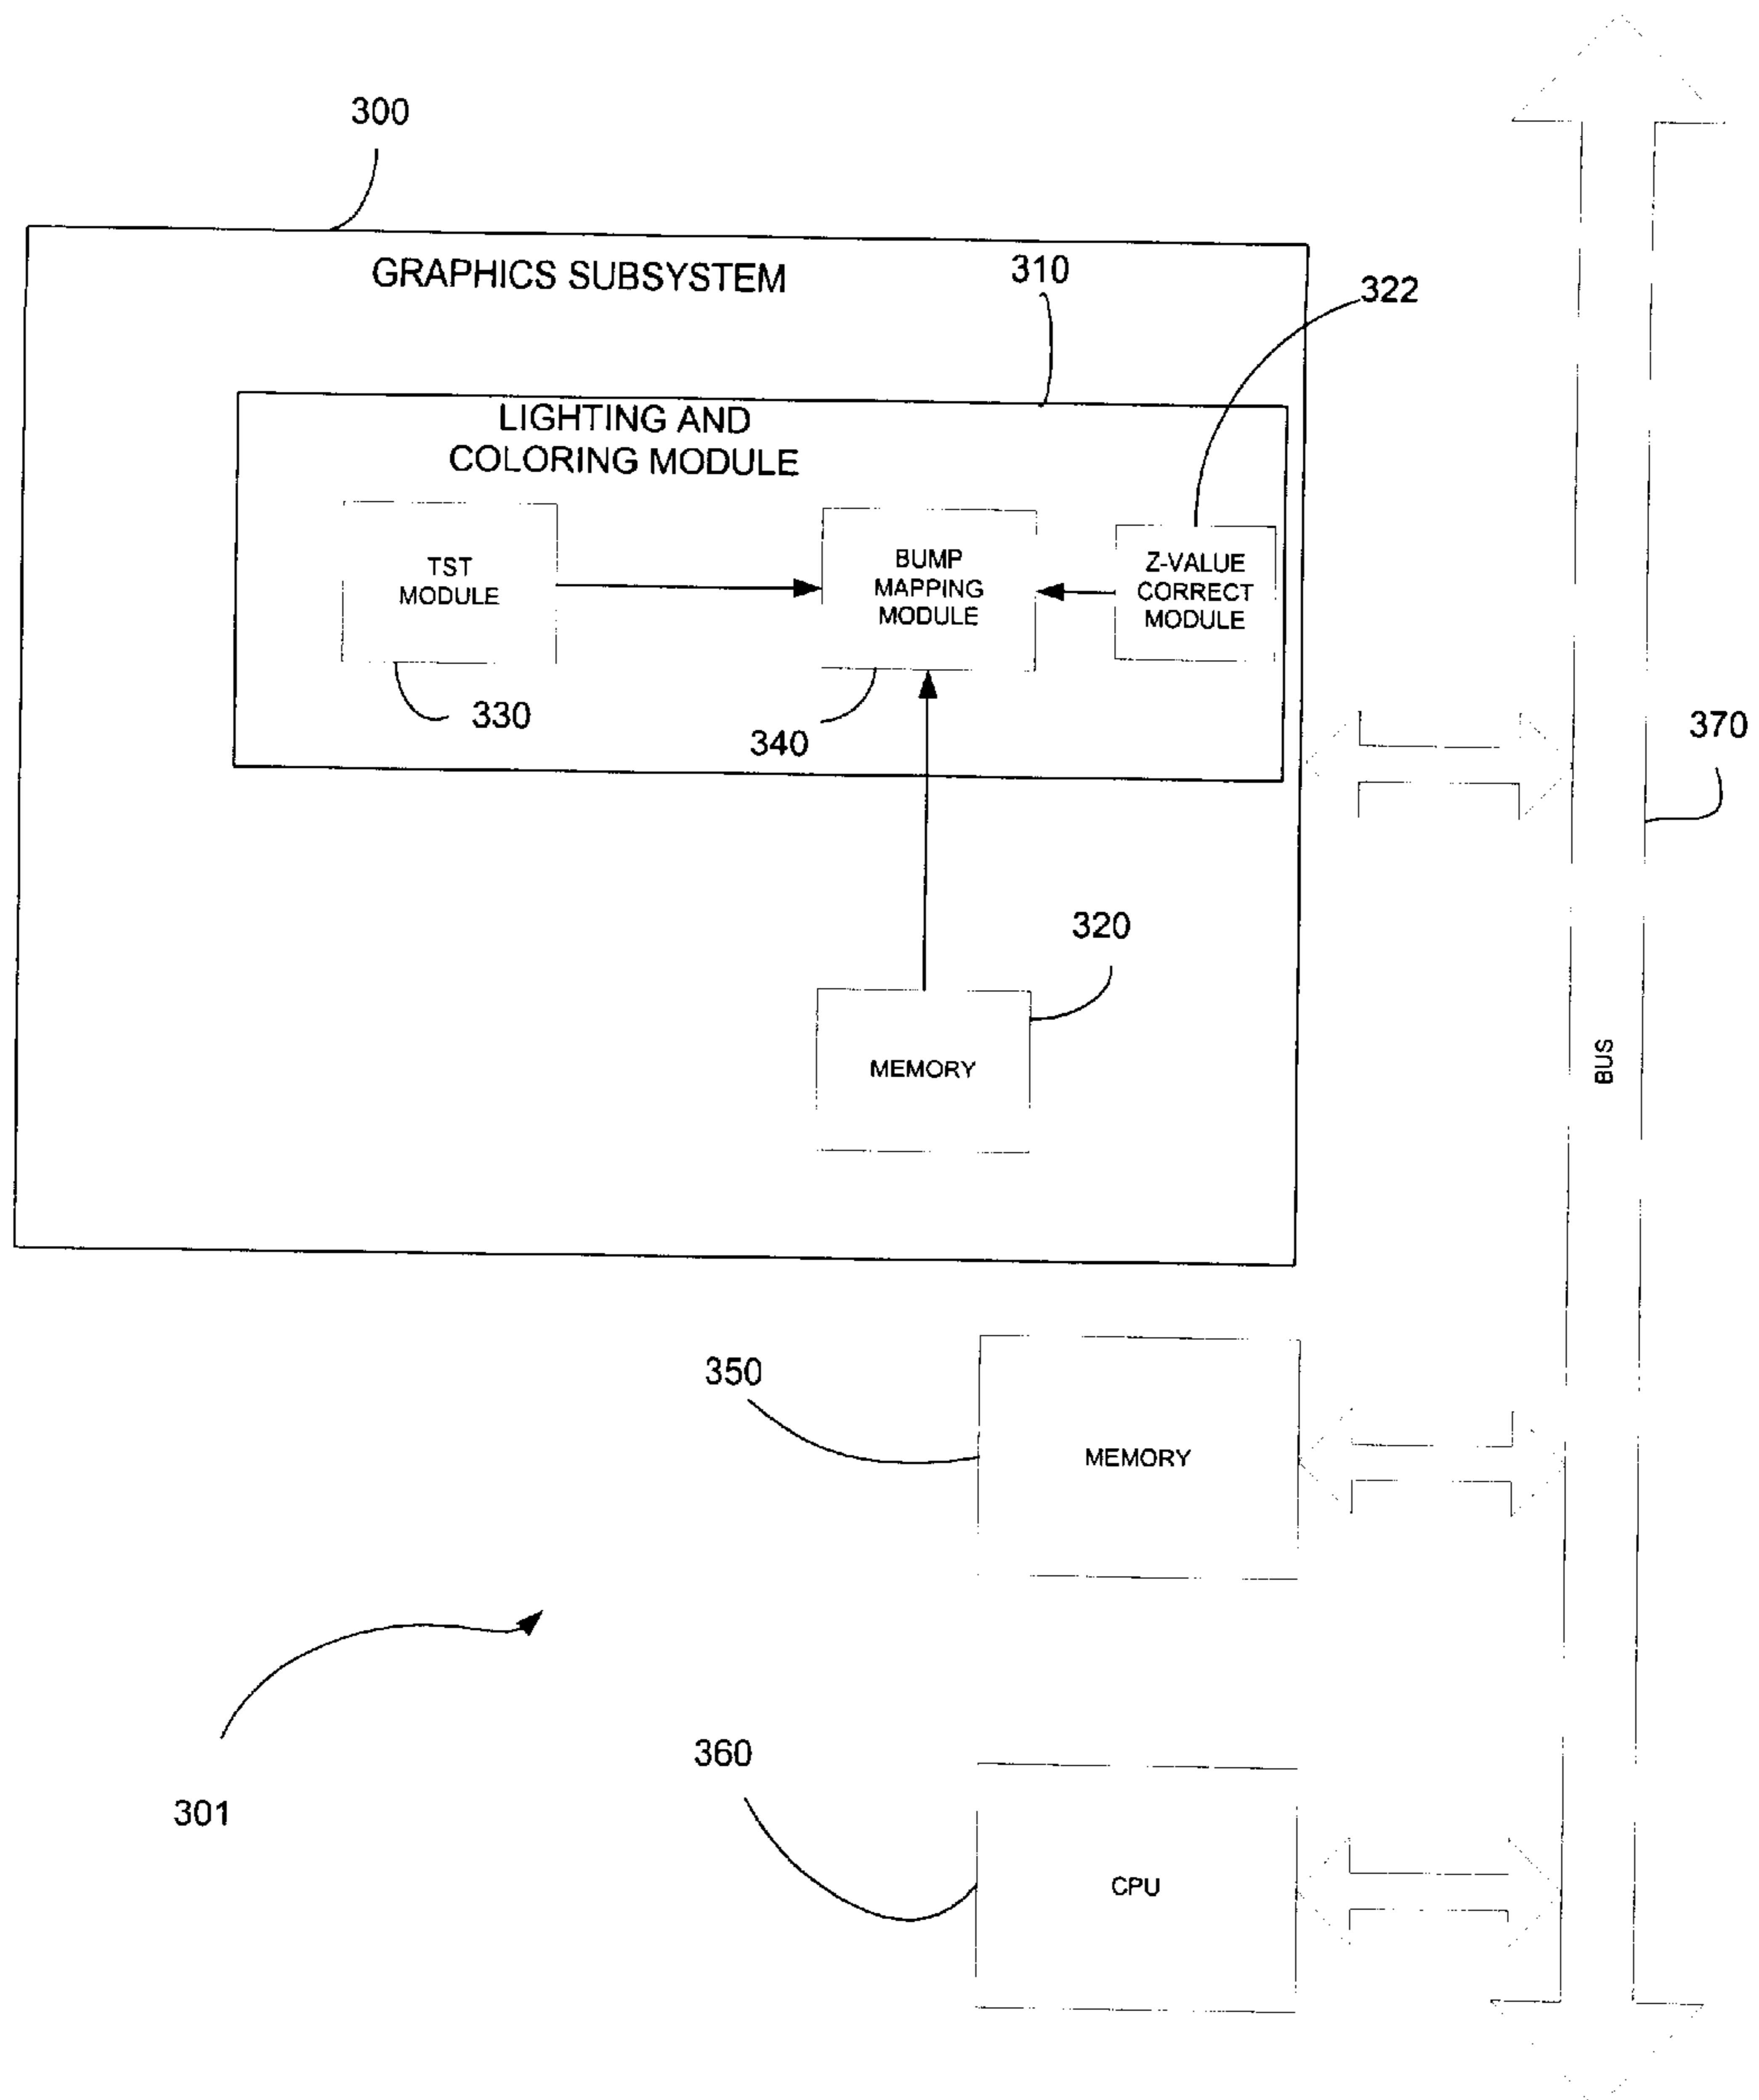 300
GRAPHICS SUBSYSTEM
310
322
LIGHTING AND
COLORING MODULE
TST
MODULE
BUMP
MAPPING
MODULE
Z-VALUE
CORRECT
MODULE
330
340
370
320
MEMORY
BUS
350
MEMORY
301
360
CPU